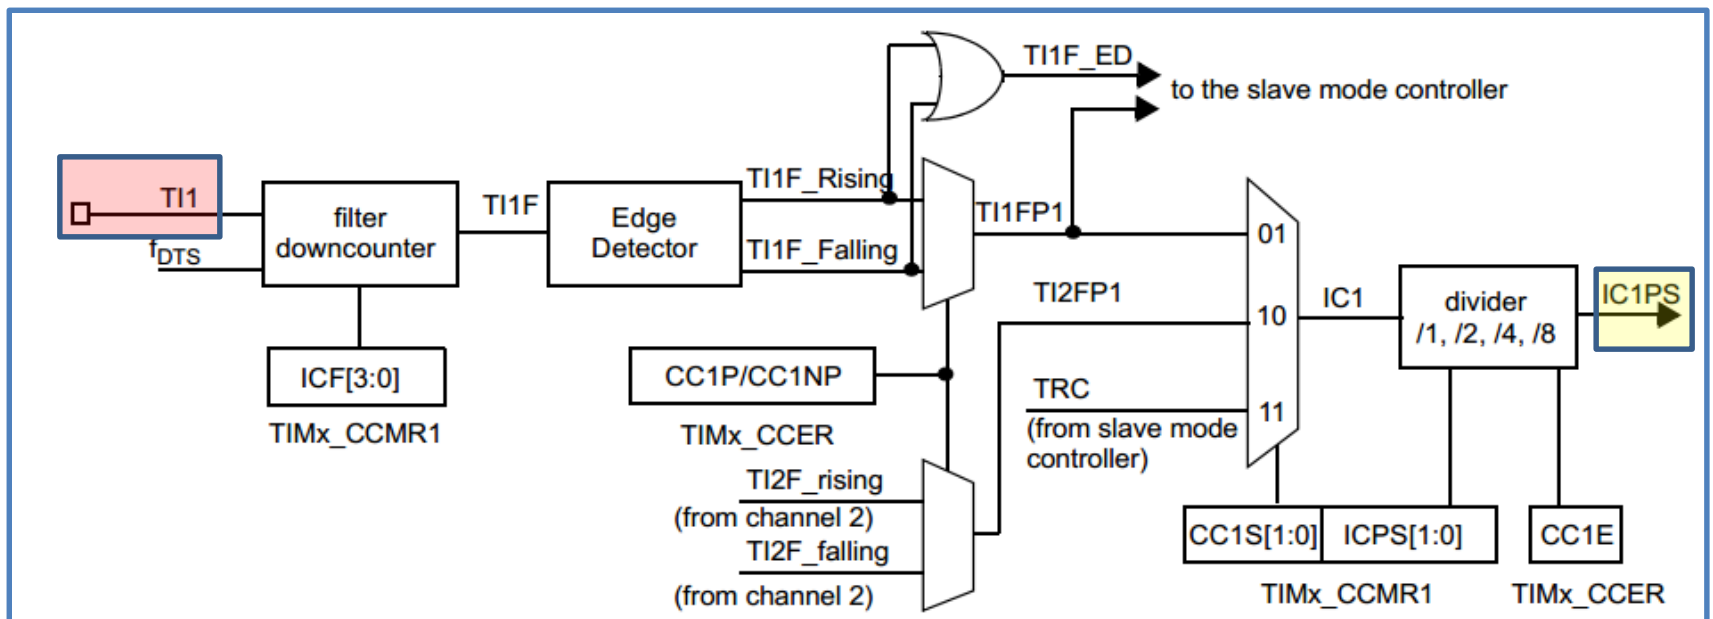 TI1F_ED
to the slave mode controller
TI1
fDTS
filter
downcounter
TI1F
Edge
Detector
TI1F_Rising
TI1F_Falling
TI1FP1
01
TI2FP1
10
IC1
divider
/1, /2, /4, /8
IC1PS
ICF[3:0]
TIMx_CCMR1
CC1P/CC1NP
TIMx_CCER
TRC
11
(from slave mode
controller)
TI2F_rising
(from channel 2)
TI2F_falling
(from channel 2)
CC1S[1:0]
ICPS[1:0]
CC1E
TIMx_CCMR1
TIMx_CCER